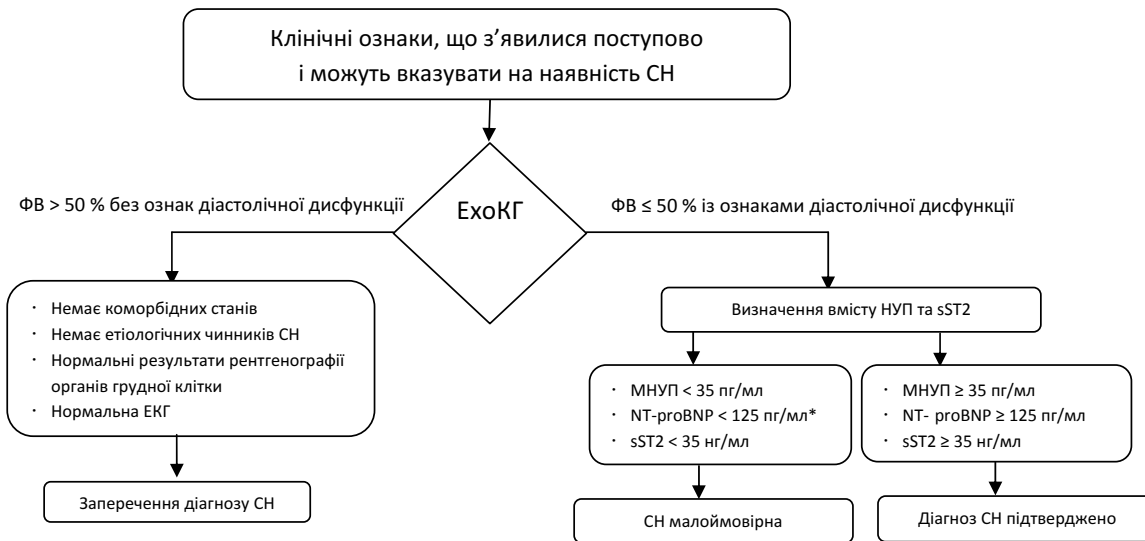 Клінічні ознаки, що з’явилися поступово
і можуть вказувати на наявність СН
ЕхоКГ
ФВ > 50 % без ознак діастолічної дисфункції
ФВ ≤ 50 % із ознаками діастолічної дисфункції
· Немає коморбідних станів
· Немає етіологічних чинників СН
· Нормальні результати рентгенографії
органів грудної клітки
· Нормальна ЕКГ
Заперечення діагнозу СН
Визначення вмісту НУП та sST2
· МНУП < 35 пг/мл
· NT-proBNP < 125 пг/мл*
· sST2 < 35 нг/мл
СН малоймовірна
· МНУП ≥ 35 пг/мл
· NT- proBNP ≥ 125 пг/мл
· sST2 ≥ 35 нг/мл
Діагноз СН підтверджено